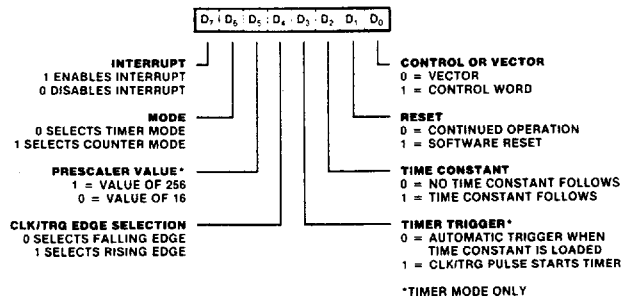 D7 D6 D5 D4 D3 D2 D1 D0
INTERRUPT
1 ENABLES INTERRUPT
0 DISABLES INTERRUPT
MODE
0 SELECTS TIMER MODE
1 SELECTS COUNTER MODE
PRESCALER VALUE*
1 = VALUE OF 256
0 = VALUE OF 16
CLK/TRG EDGE SELECTION
0 SELECTS FALLING EDGE
1 SELECTS RISING EDGE
CONTROL OR VECTOR
0 = VECTOR
1 = CONTROL WORD
RESET
0 = CONTINUED OPERATION
1 = SOFTWARE RESET
TIME CONSTANT
0 = NO TIME CONSTANT FOLLOWS
1 = TIME CONSTANT FOLLOWS
TIMER TRIGGER*
0 = AUTOMATIC TRIGGER WHEN
TIME CONSTANT IS LOADED
1 = CLK/TRG PULSE STARTS TIMER
*TIMER MODE ONLY